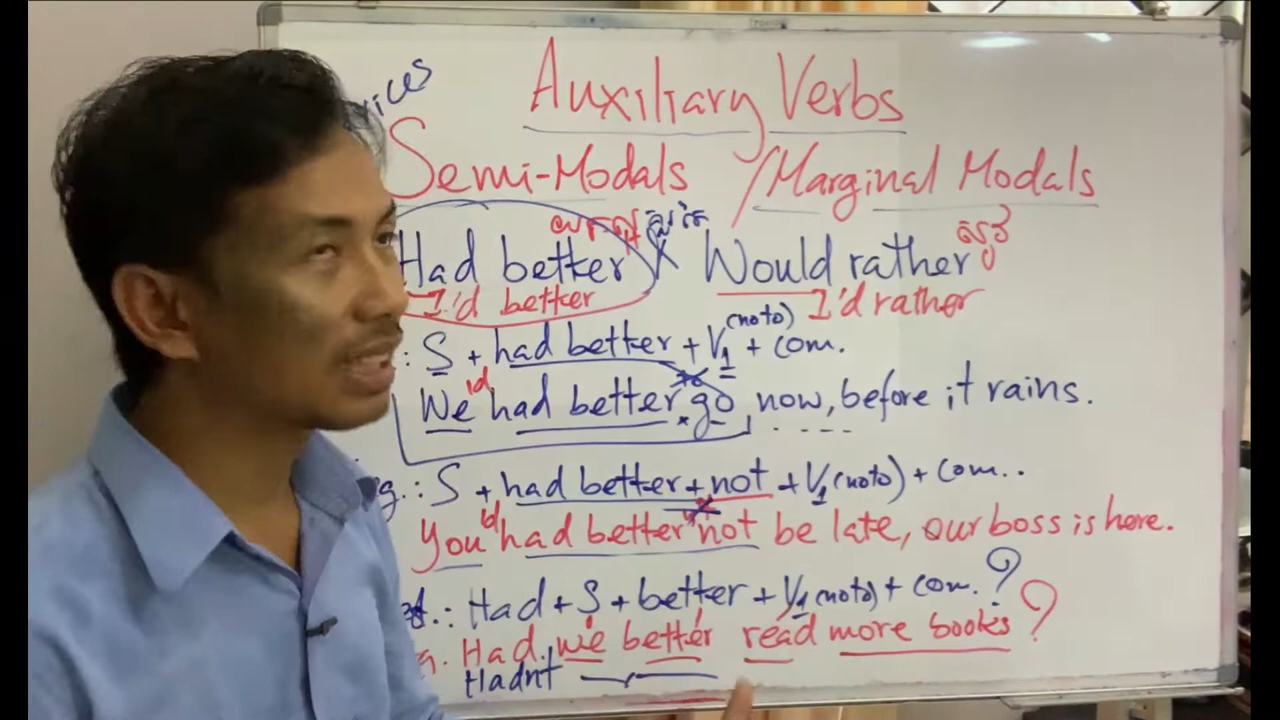 Auxiliary Verbs
Semi-Modals / Marginal Modals
Had better Would rather
I'd better I'd rather
: S + had better + V1 (no to) + com.
We had better go now, before it rains.
g.: S + had better + not + V1 (no to) + com..
You had better not be late, our boss is here.
.: Had + S + better + V1 (no to) + com. ?
Had we better read more books ?
Hadnt